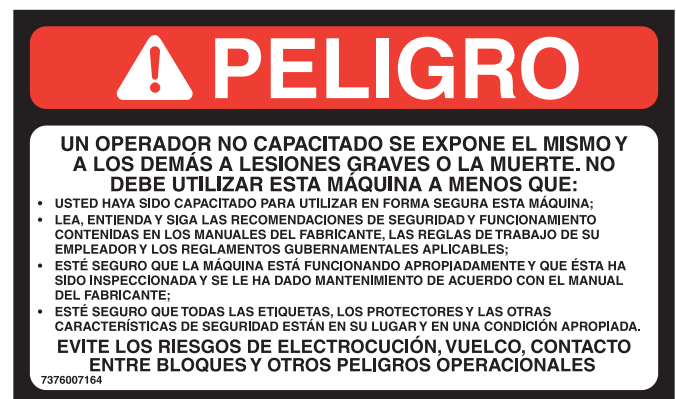 PELIGRO
UN OPERADOR NO CAPACITADO SE EXPONE EL MISMO Y
A LOS DEMÁS A LESIONES GRAVES O LA MUERTE. NO
DEBE UTILIZAR ESTA MÁQUINA A MENOS QUE:
• USTED HAYA SIDO CAPACITADO PARA UTILIZAR EN FORMA SEGURA ESTA MÁQUINA;
• LEA, ENTIENDA Y SIGA LAS RECOMENDACIONES DE SEGURIDAD Y FUNCIONAMIENTO
CONTENIDAS EN LOS MANUALES DEL FABRICANTE, LAS REGLAS DE TRABAJO DE SU
EMPLEADOR Y LOS REGLAMENTOS GUBERNAMENTALES APLICABLES;
• ESTÉ SEGURO QUE LA MÁQUINA ESTÁ FUNCIONANDO APROPIADAMENTE Y QUE ÉSTA HA
SIDO INSPECCIONADA Y SE LE HA DADO MANTENIMIENTO DE ACUERDO CON EL MANUAL
DEL FABRICANTE;
• ESTÉ SEGURO QUE TODAS LAS ETIQUETAS, LOS PROTECTORES Y LAS OTRAS
CARACTERÍSTICAS DE SEGURIDAD ESTÁN EN SU LUGAR Y EN UNA CONDICIÓN APROPIADA.
EVITE LOS RIESGOS DE ELECTROCUCIÓN, VUELCO, CONTACTO
ENTRE BLOQUES Y OTROS PELIGROS OPERACIONALES
7376007164